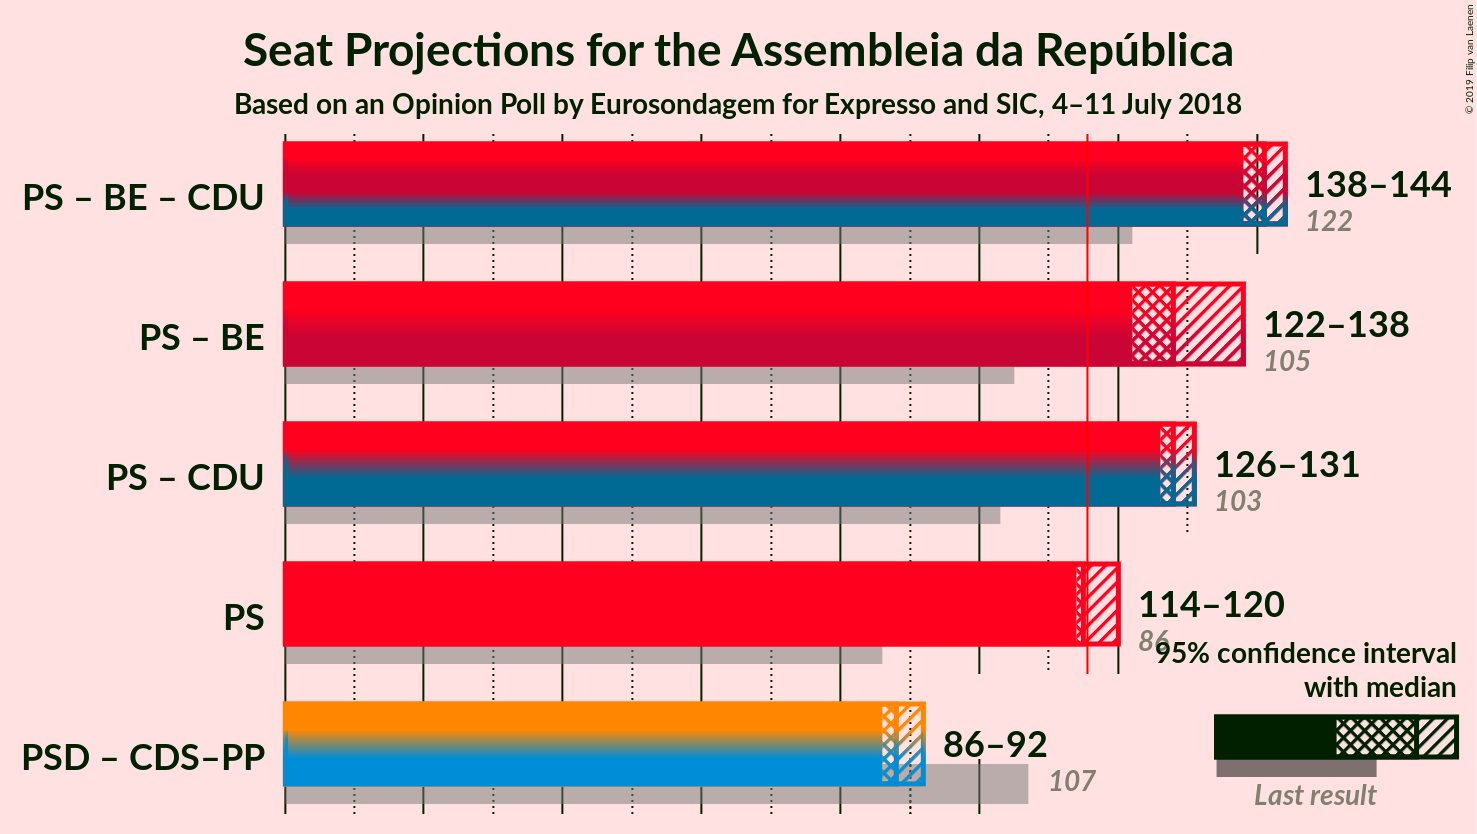 Seat Projections for the Assembleia da República
Based on an Opinion Poll by Eurosondagem for Expresso and SIC, 4–11 July 2018
© 2019 Filip van Laenen
PS – BE – CDU
138–144
122
PS – BE
122–138
105
PS – CDU
126–131
103
PS
114–120
86
95% confidence interval
with median
Last result
PSD – CDS–PP
86–92
107